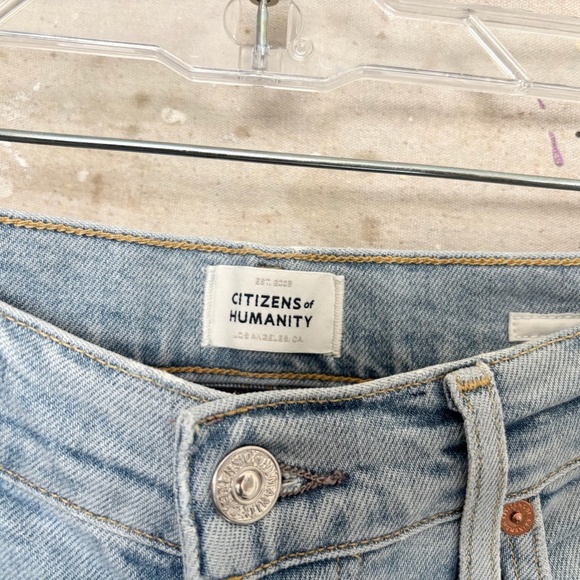 EST. 2003
CITIZENS of
HUMANITY
LOS ANGELES, CA